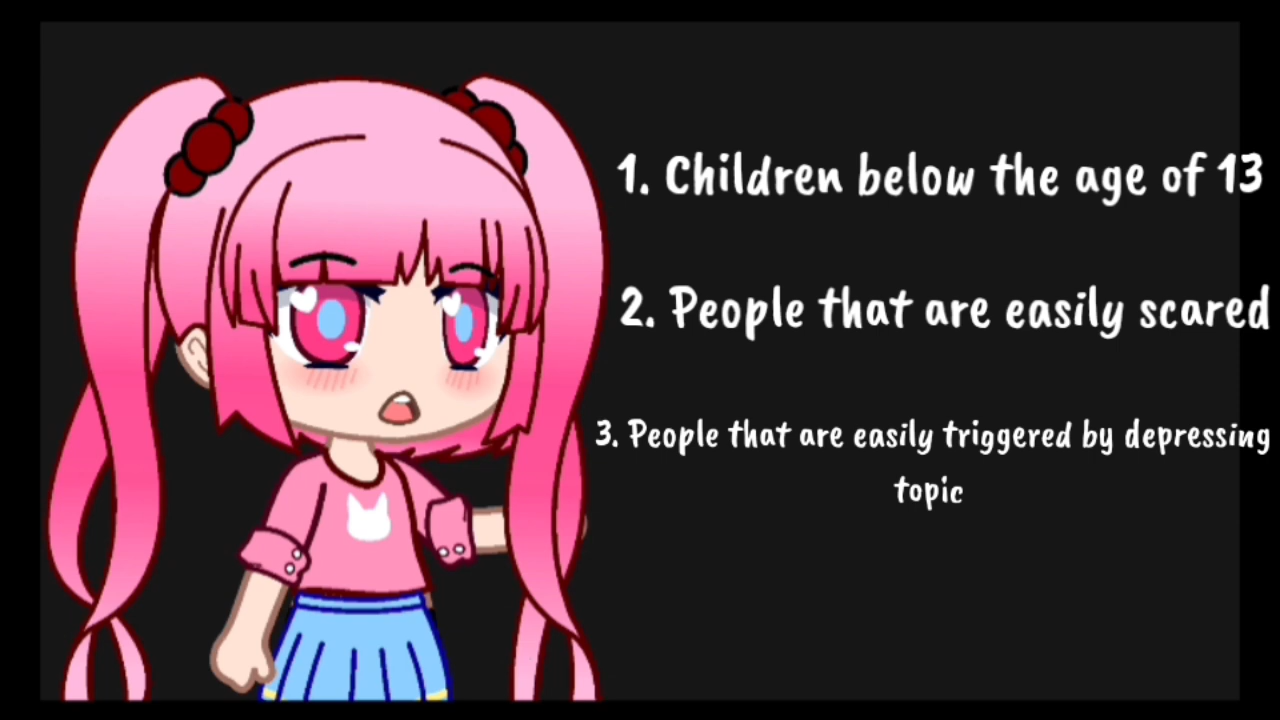 1. Children below the age of 13
2. People that are easily scared
3. People that are easily triggered by depressing
topic